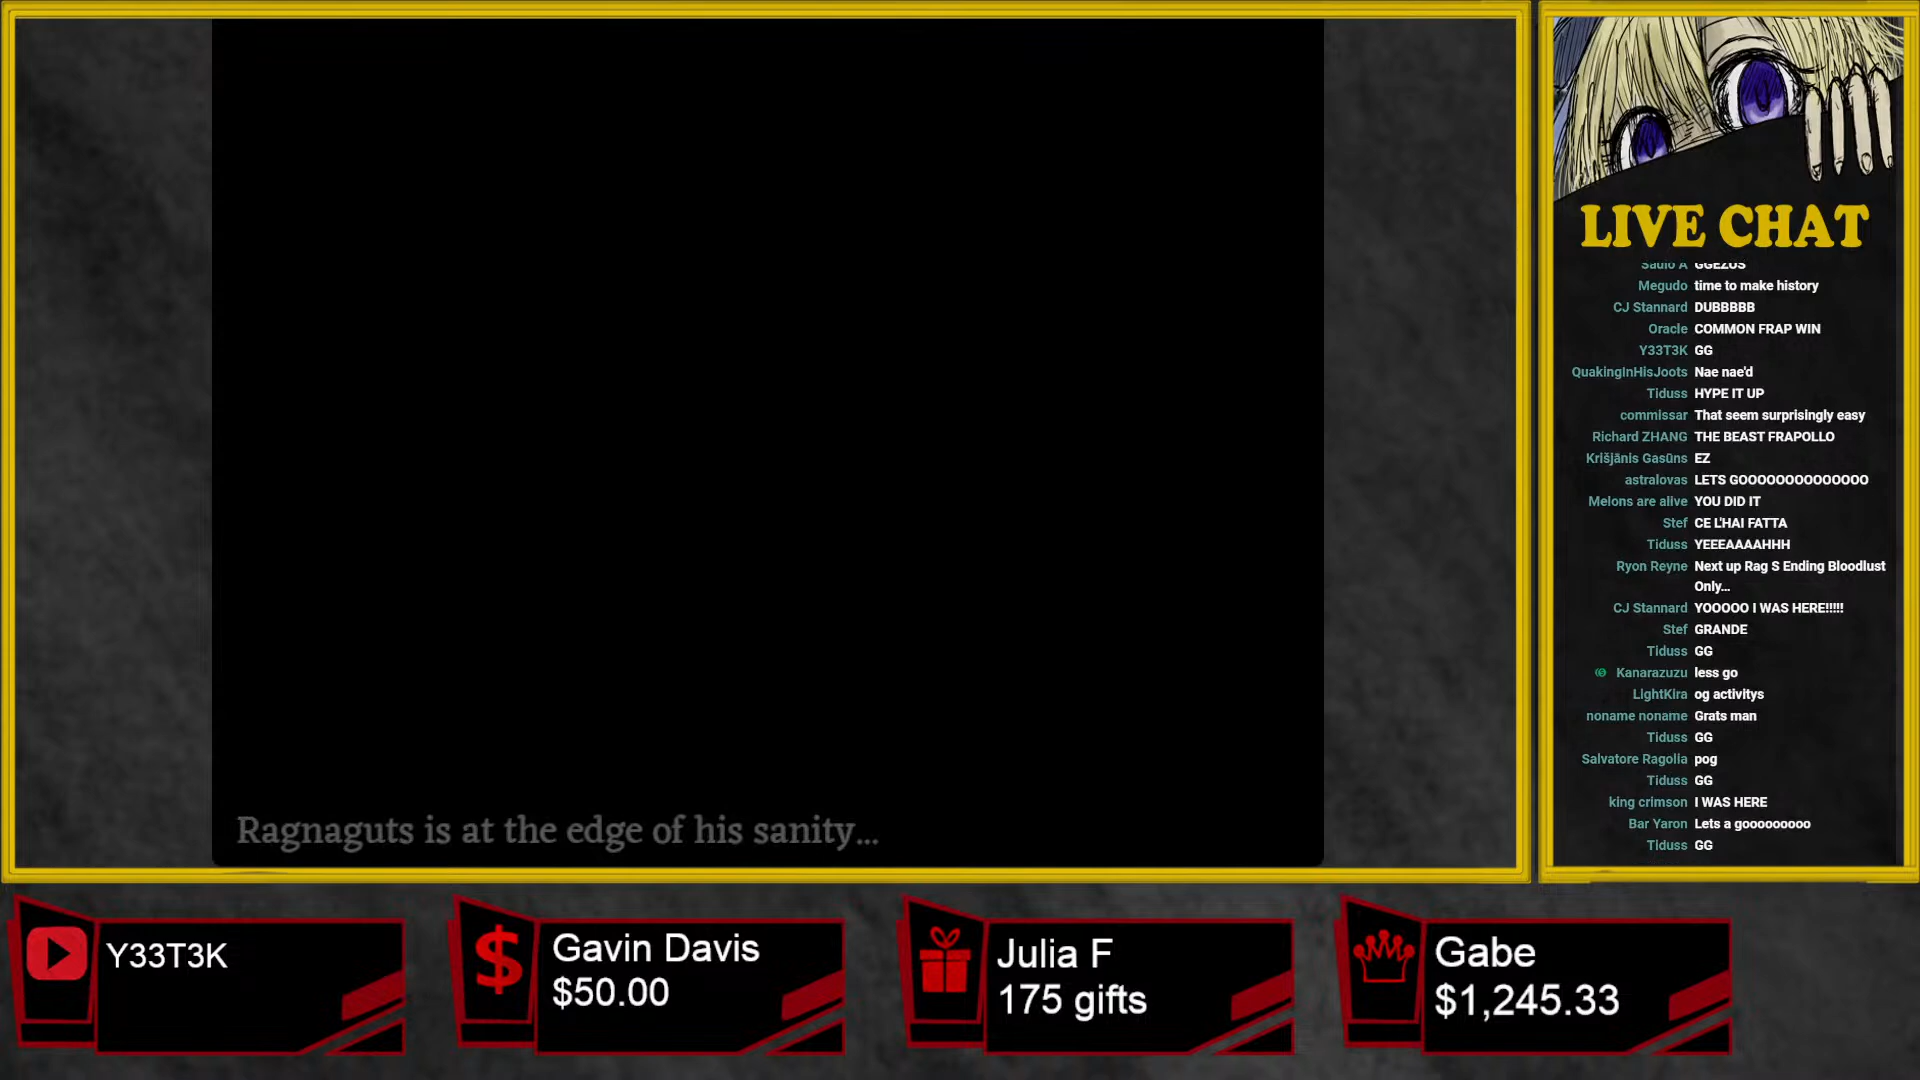 Ragnaguts is at the edge of his sanity...
LIVE CHAT
Sadio A GGEZUS
Megudo time to make history
CJ Stannard DUBBBBB
Oracle COMMON FRAP WIN
Y33T3K GG
QuakingInHisJoots Nae nae'd
Tiduss HYPE IT UP
commissar That seem surprisingly easy
Richard ZHANG THE BEAST FRAPOLLO
Krišjānis Gasūns EZ
astralovas LETS GOOOOOOOOOOOOOO
Melons are alive YOU DID IT
Stef CE L'HAI FATTA
Tiduss YEEEAAAAHHH
Ryon Reyne Next up Rag S Ending Bloodlust
Only...
CJ Stannard YOOOOO I WAS HERE!!!!!
Stef GRANDE
Tiduss GG
Kanarazuzu less go
LightKira og activitys
noname noname Grats man
Tiduss GG
Salvatore Ragolia pog
Tiduss GG
king crimson I WAS HERE
Bar Yaron Lets a gooooooooo
Tiduss GG
Y33T3K
$
Gavin Davis
$50.00
Julia F
175 gifts
Gabe
$1,245.33